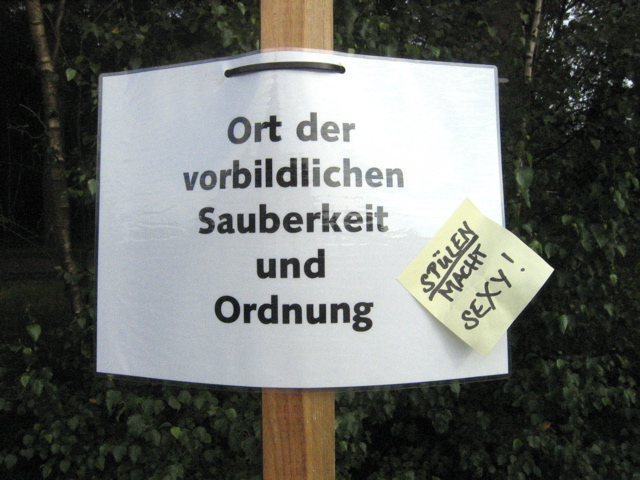 Ort der
vorbildlichen
Sauberkeit
und
Ordnung
SPÜLEN
MACHT
SEXY!